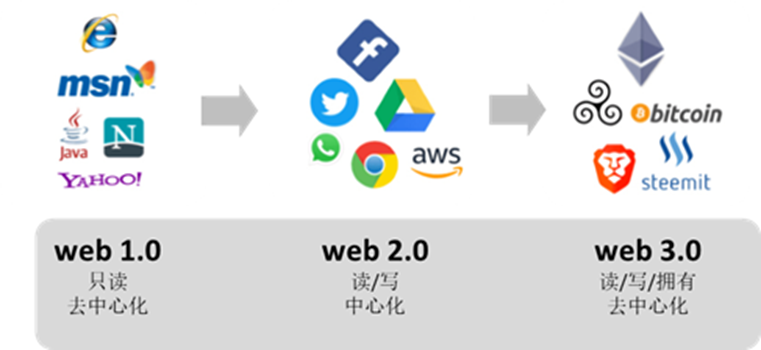 msn
Java
N
YAHOO!
aws
bitcoin
steemit
web 1.0
只读
去中心化
web 2.0
读/写
中心化
web 3.0
读/写/拥有
去中心化